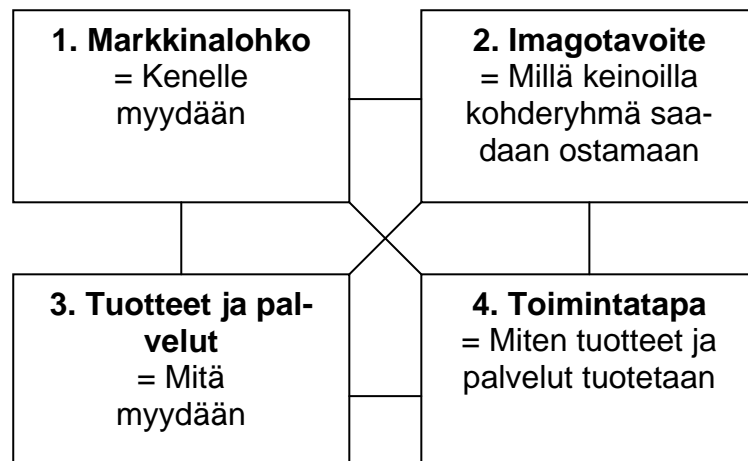 1. Markkinalohko
= Kenelle
myydään
2. Imagotavoite
= Millä keinoilla
kohderyhmä saa-
daan ostamaan
3. Tuotteet ja pal-
velut
= Mitä
myydään
4. Toimintatapa
= Miten tuotteet ja
palvelut tuotetaan